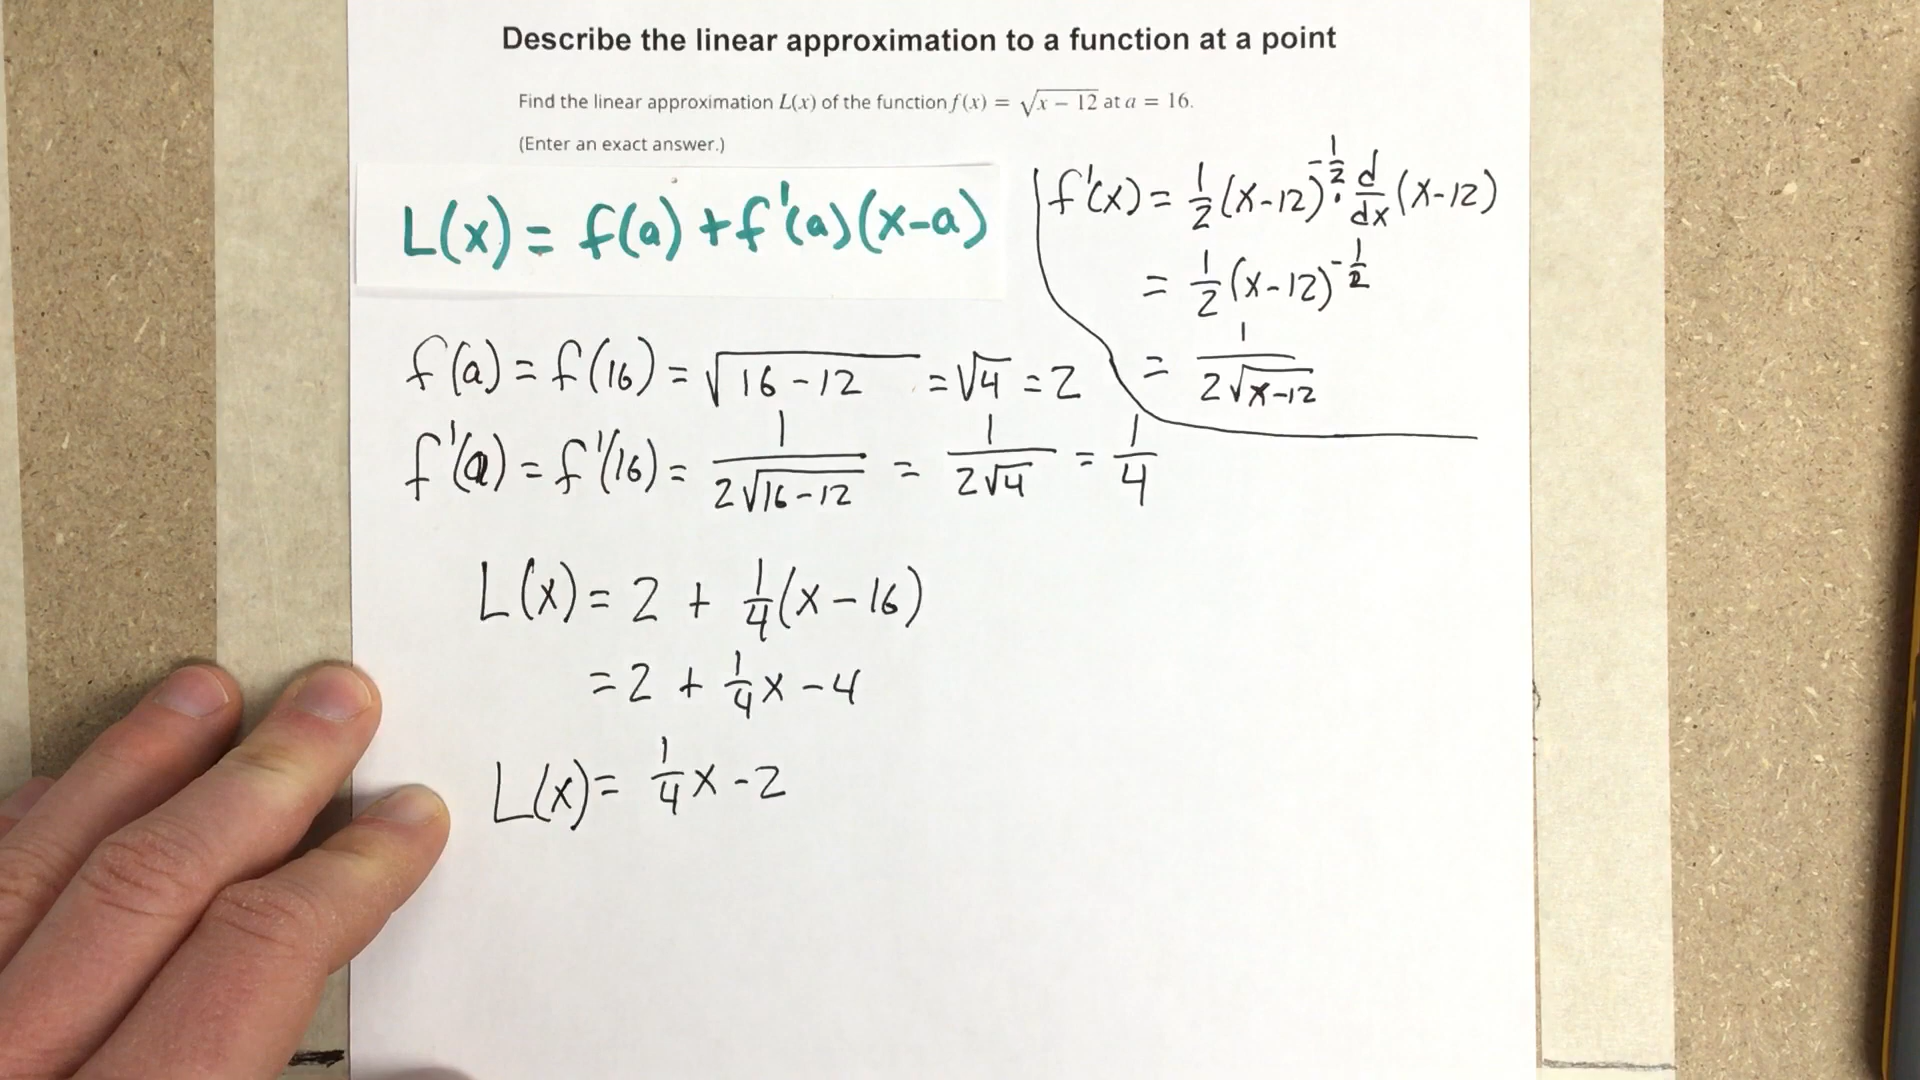 Describe the linear approximation to a function at a point
Find the linear approximation L(x) of the function f(x) = √(x − 12) at a = 16.
(Enter an exact answer.)
L(x) = f(a) + f'(a)(x-a)
f'(x) = 1/2 (x-12)^(-1/2) · d/dx (x-12)
= 1/2 (x-12)^(-1/2)
= 1/(2√(x-12))
f(a) = f(16) = √(16-12) = √4 = 2
f'(a) = f'(16) = 1/(2√(16-12)) = 1/(2√4) = 1/4
L(x) = 2 + 1/4(x-16)
= 2 + 1/4x - 4
L(x) = 1/4x - 2